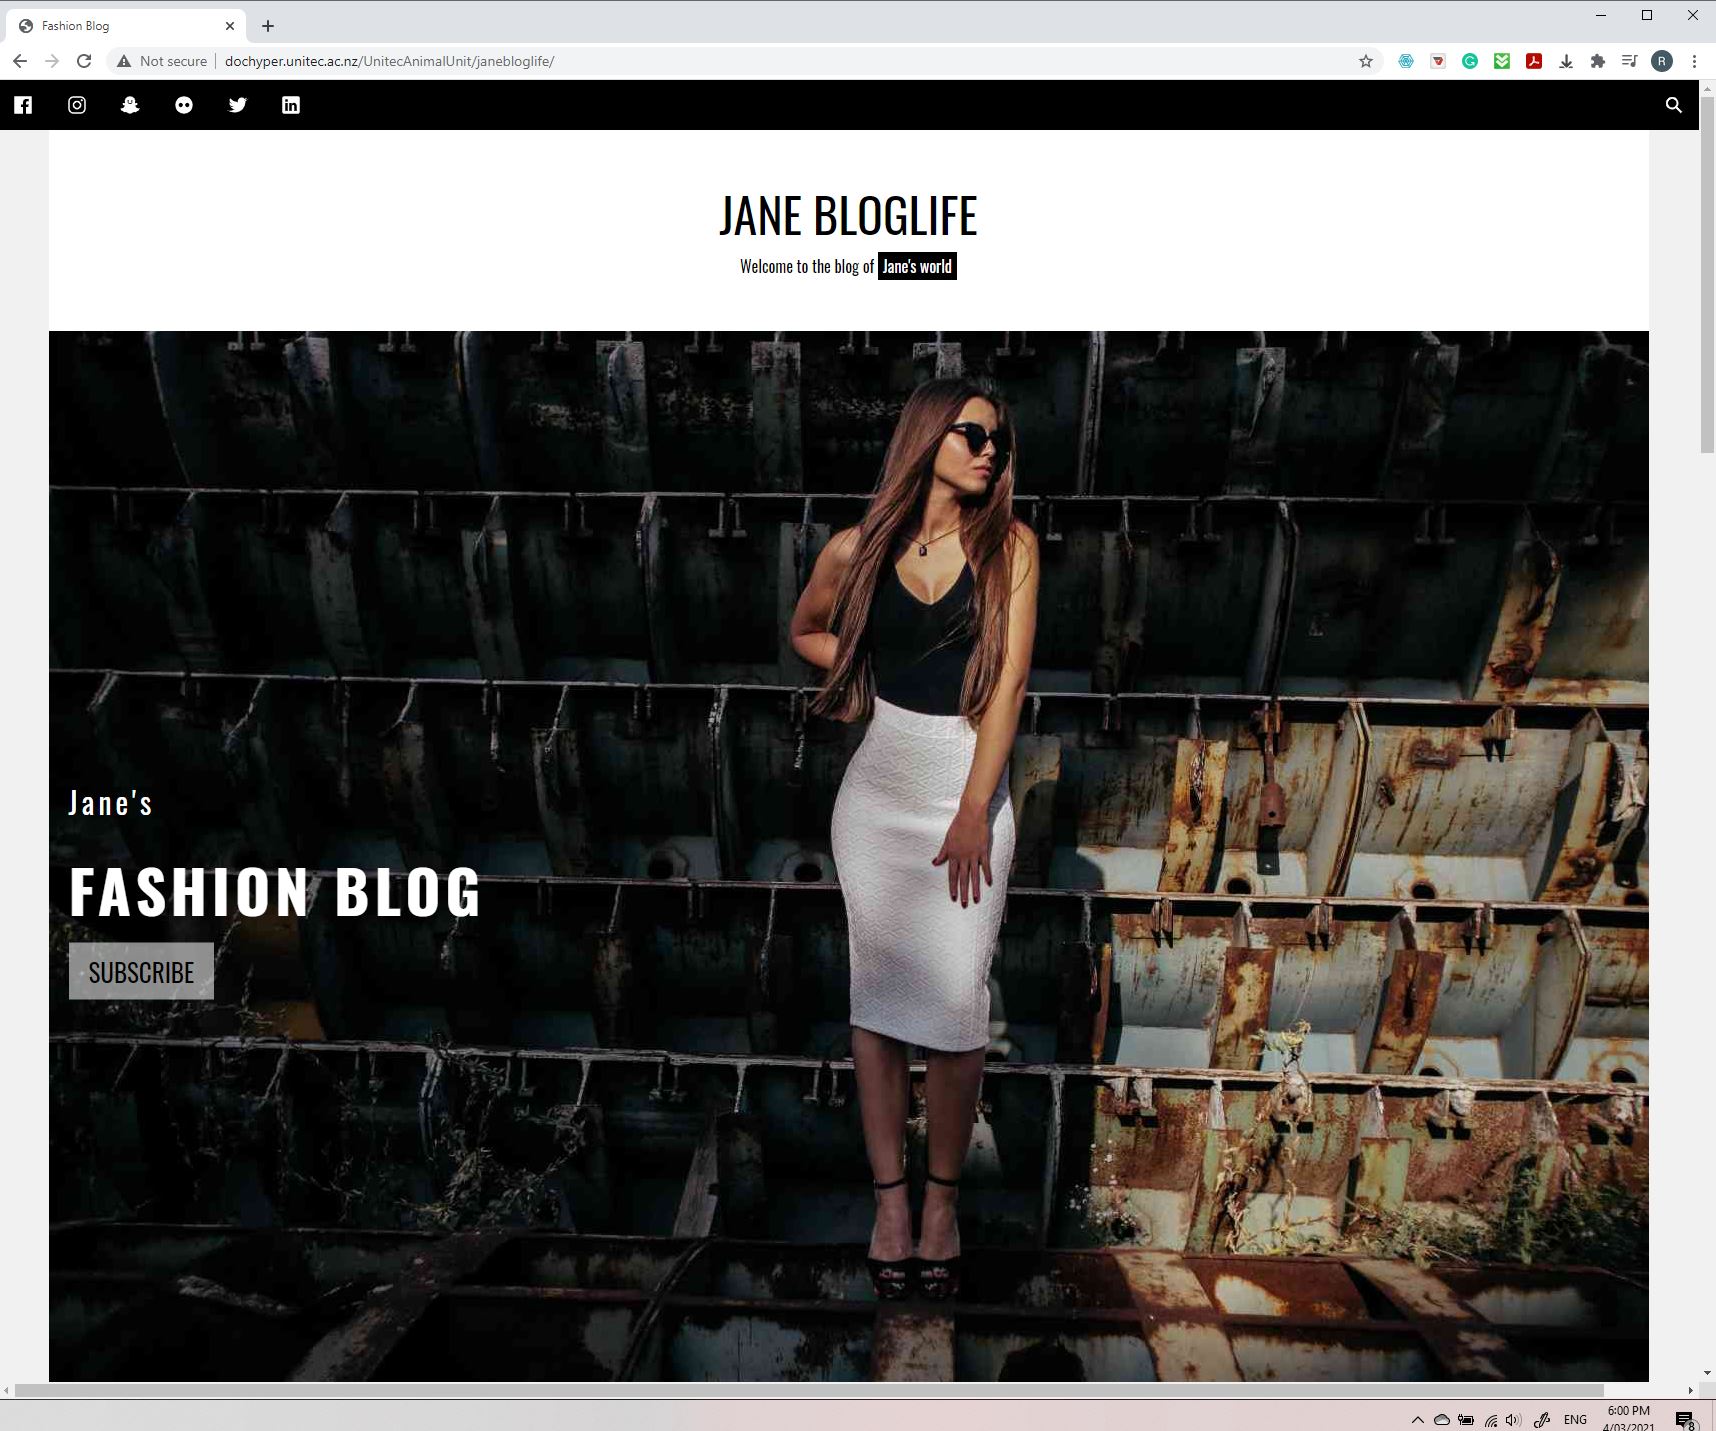 Fashion Blog
Not secure
dochyper.unitec.ac.nz/UnitecAnimalUnit/janebloglife/
R
JANE BLOGLIFE
Welcome to the blog of Jane's world
Jane's
FASHION BLOG
SUBSCRIBE
ENG
6:00 PM
4/03/2021
8